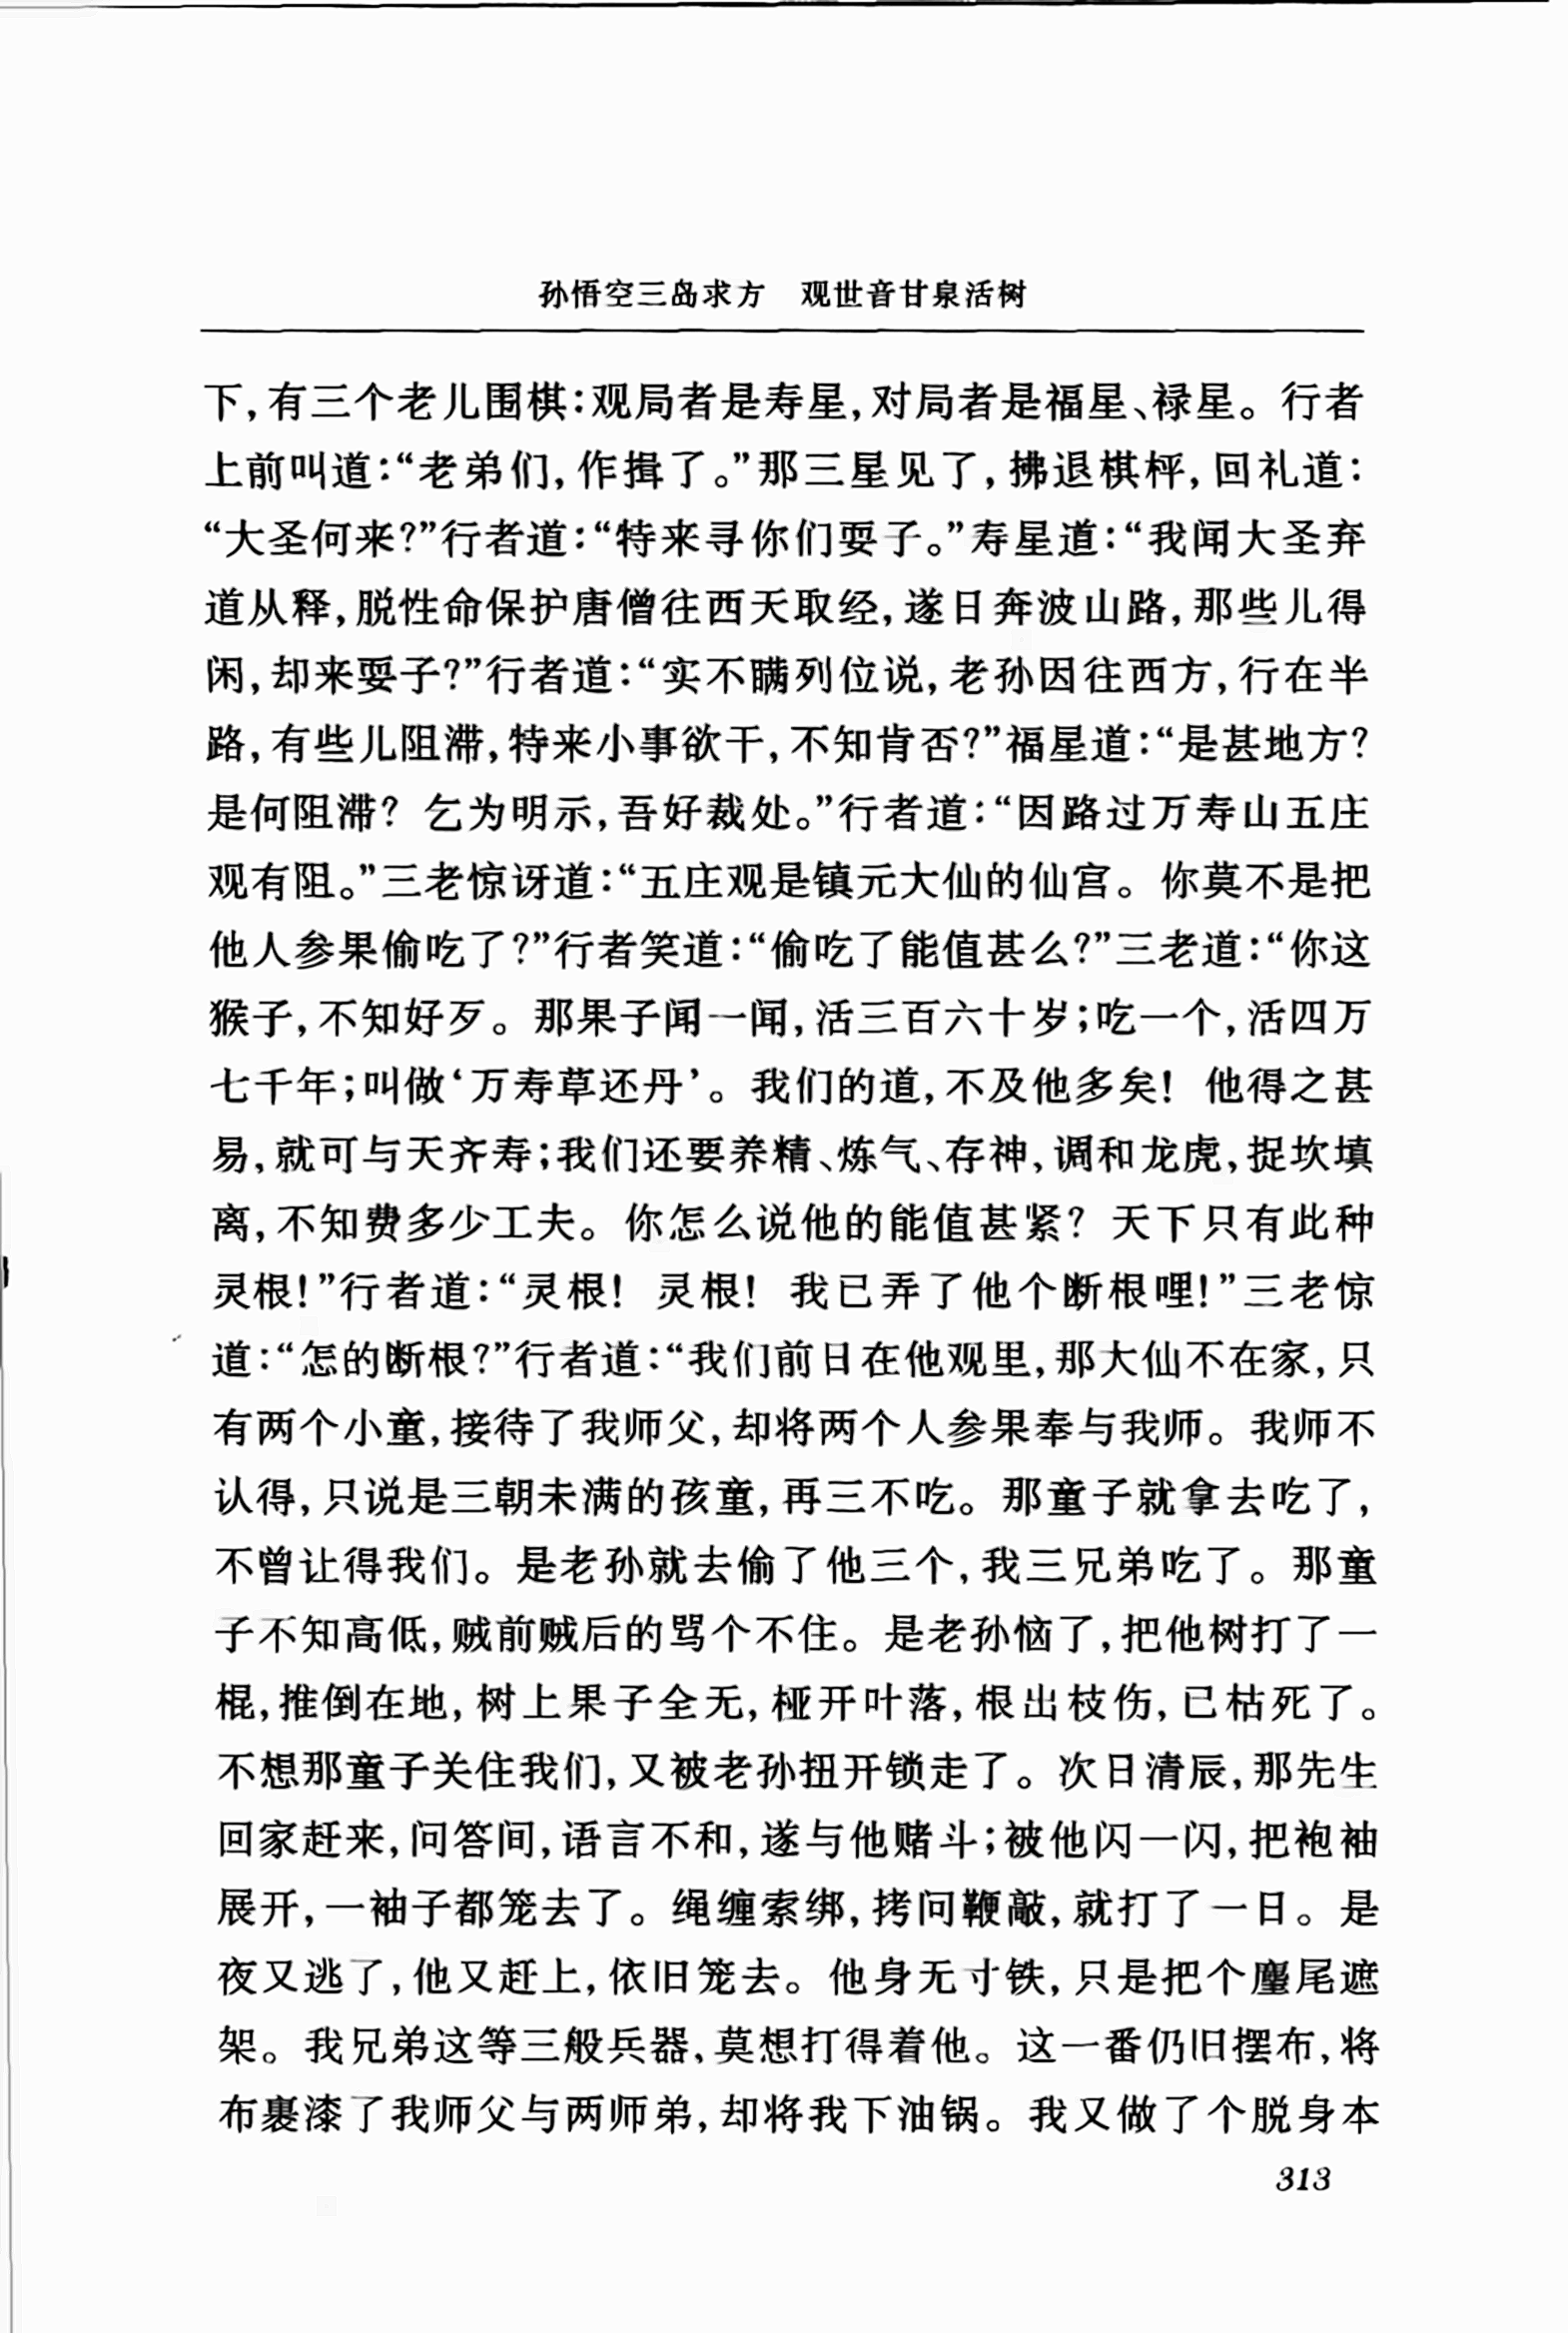 孙悟空三岛求方　观世音甘泉活树
下，有三个老儿围棋：观局者是寿星，对局者是福星、禄星。行者
上前叫道：“老弟们，作揖了。”那三星见了，拂退棋枰，回礼道：
“大圣何来？”行者道：“特来寻你们耍子。”寿星道：“我闻大圣弃
道从释，脱性命保护唐僧往西天取经，遂日奔波山路，那些儿得
闲，却来耍子？”行者道：“实不瞒列位说，老孙因往西方，行在半
路，有些儿阻滞，特来小事欲干，不知肯否？”福星道：“是甚地方？
是何阻滞？乞为明示，吾好裁处。”行者道：“因路过万寿山五庄
观有阻。”三老惊讶道：“五庄观是镇元大仙的仙宫。你莫不是把
他人参果偷吃了？”行者笑道：“偷吃了能值甚么？”三老道：“你这
猴子，不知好歹。那果子闻一闻，活三百六十岁；吃一个，活四万
七千年；叫做‘万寿草还丹’。我们的道，不及他多矣！他得之甚
易，就可与天齐寿；我们还要养精、炼气、存神，调和龙虎，捉坎填
离，不知费多少工夫。你怎么说他的能值甚紧？天下只有此种
灵根！”行者道：“灵根！灵根！我已弄了他个断根哩！”三老惊
道：“怎的断根？”行者道：“我们前日在他观里，那大仙不在家，只
有两个小童，接待了我师父，却将两个人参果奉与我师。我师不
认得，只说是三朝未满的孩童，再三不吃。那童子就拿去吃了，
不曾让得我们。是老孙就去偷了他三个，我三兄弟吃了。那童
子不知高低，贼前贼后的骂个不住。是老孙恼了，把他树打了一
棍，推倒在地，树上果子全无，桠开叶落，根出枝伤，已枯死了。
不想那童子关住我们，又被老孙扭开锁走了。次日清辰，那先生
回家赶来，问答间，语言不和，遂与他赌斗；被他闪一闪，把袍袖
展开，一袖子都笼去了。绳缠索绑，拷问鞭敲，就打了一日。是
夜又逃了，他又赶上，依旧笼去。他身无寸铁，只是把个麈尾遮
架。我兄弟这等三般兵器，莫想打得着他。这一番仍旧摆布，将
布裹漆了我师父与两师弟，却将我下油锅。我又做了个脱身本
313